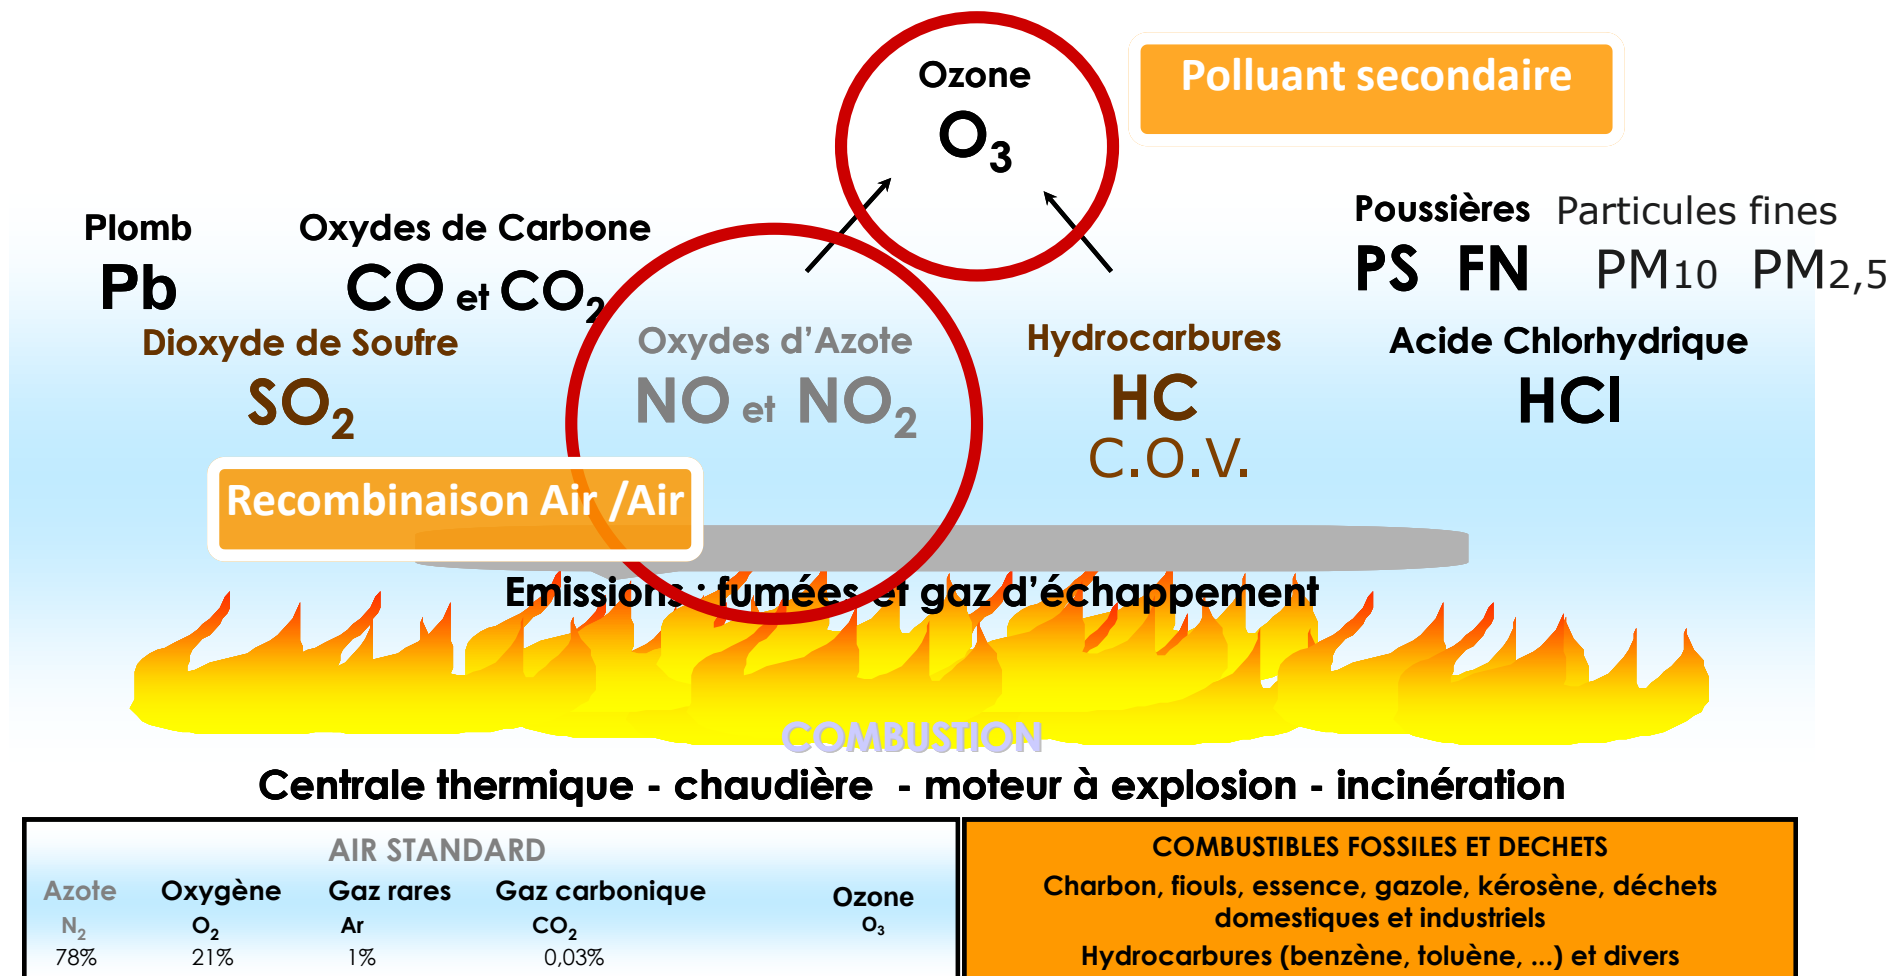 Ozone
O₃
Polluant secondaire
Plomb
Pb
Oxydes de Carbone
CO et CO₂
Poussières Particules fines
PS FN PM10 PM2,5
Dioxyde de Soufre
SO₂
Oxydes d'Azote
NO et NO₂
Hydrocarbures
HC
C.O.V.
Acide Chlorhydrique
HCl
Recombinaison Air /Air
Emissions : fumées et gaz d'échappement
COMBUSTION
Centrale thermique - chaudière - moteur à explosion - incinération
AIR STANDARD
Azote Oxygène Gaz rares Gaz carbonique Ozone
N₂ O₂ Ar CO₂ O₃
78% 21% 1% 0,03%
COMBUSTIBLES FOSSILES ET DECHETS
Charbon, fiouls, essence, gazole, kérosène, déchets
domestiques et industriels
Hydrocarbures (benzène, toluène, ...) et divers